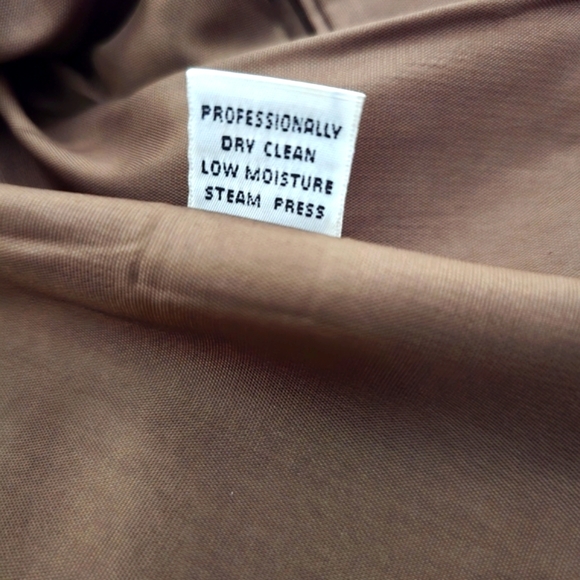 PROFESSIONALLY
DRY CLEAN
LOW MOISTURE
STEAM PRESS